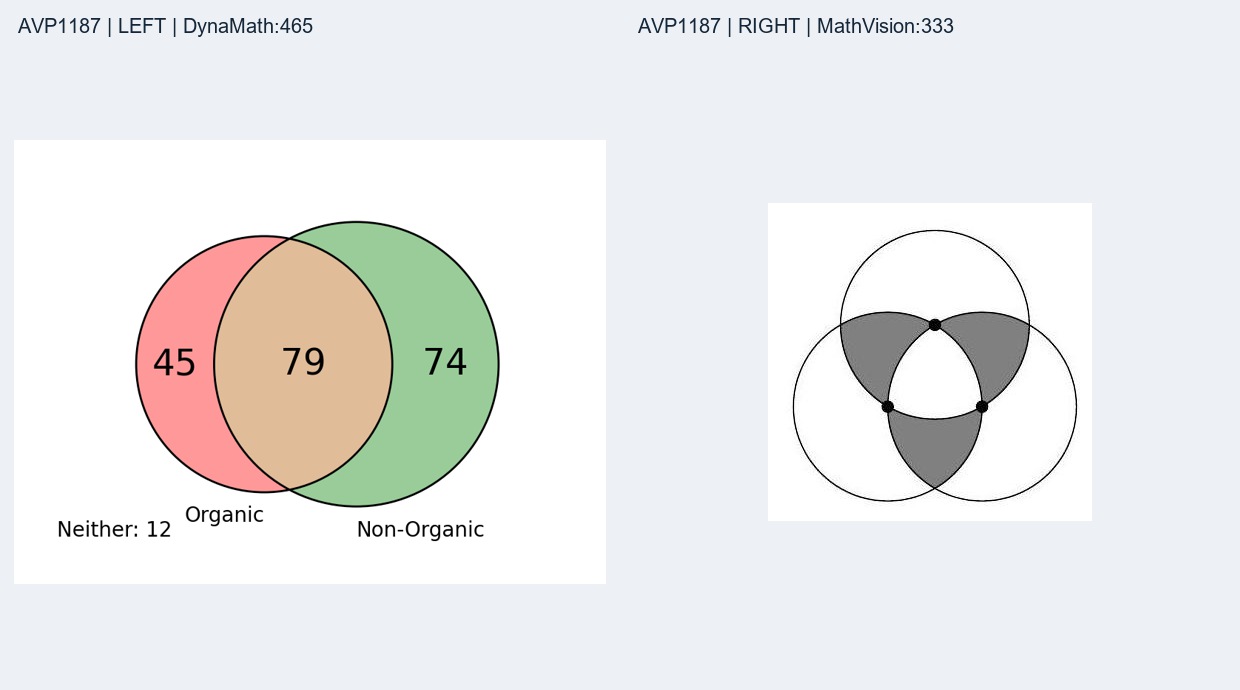 AVP1187 | LEFT | DynaMath:465
AVP1187 | RIGHT | MathVision:333
45
79
74
Organic
Neither: 12
Non-Organic